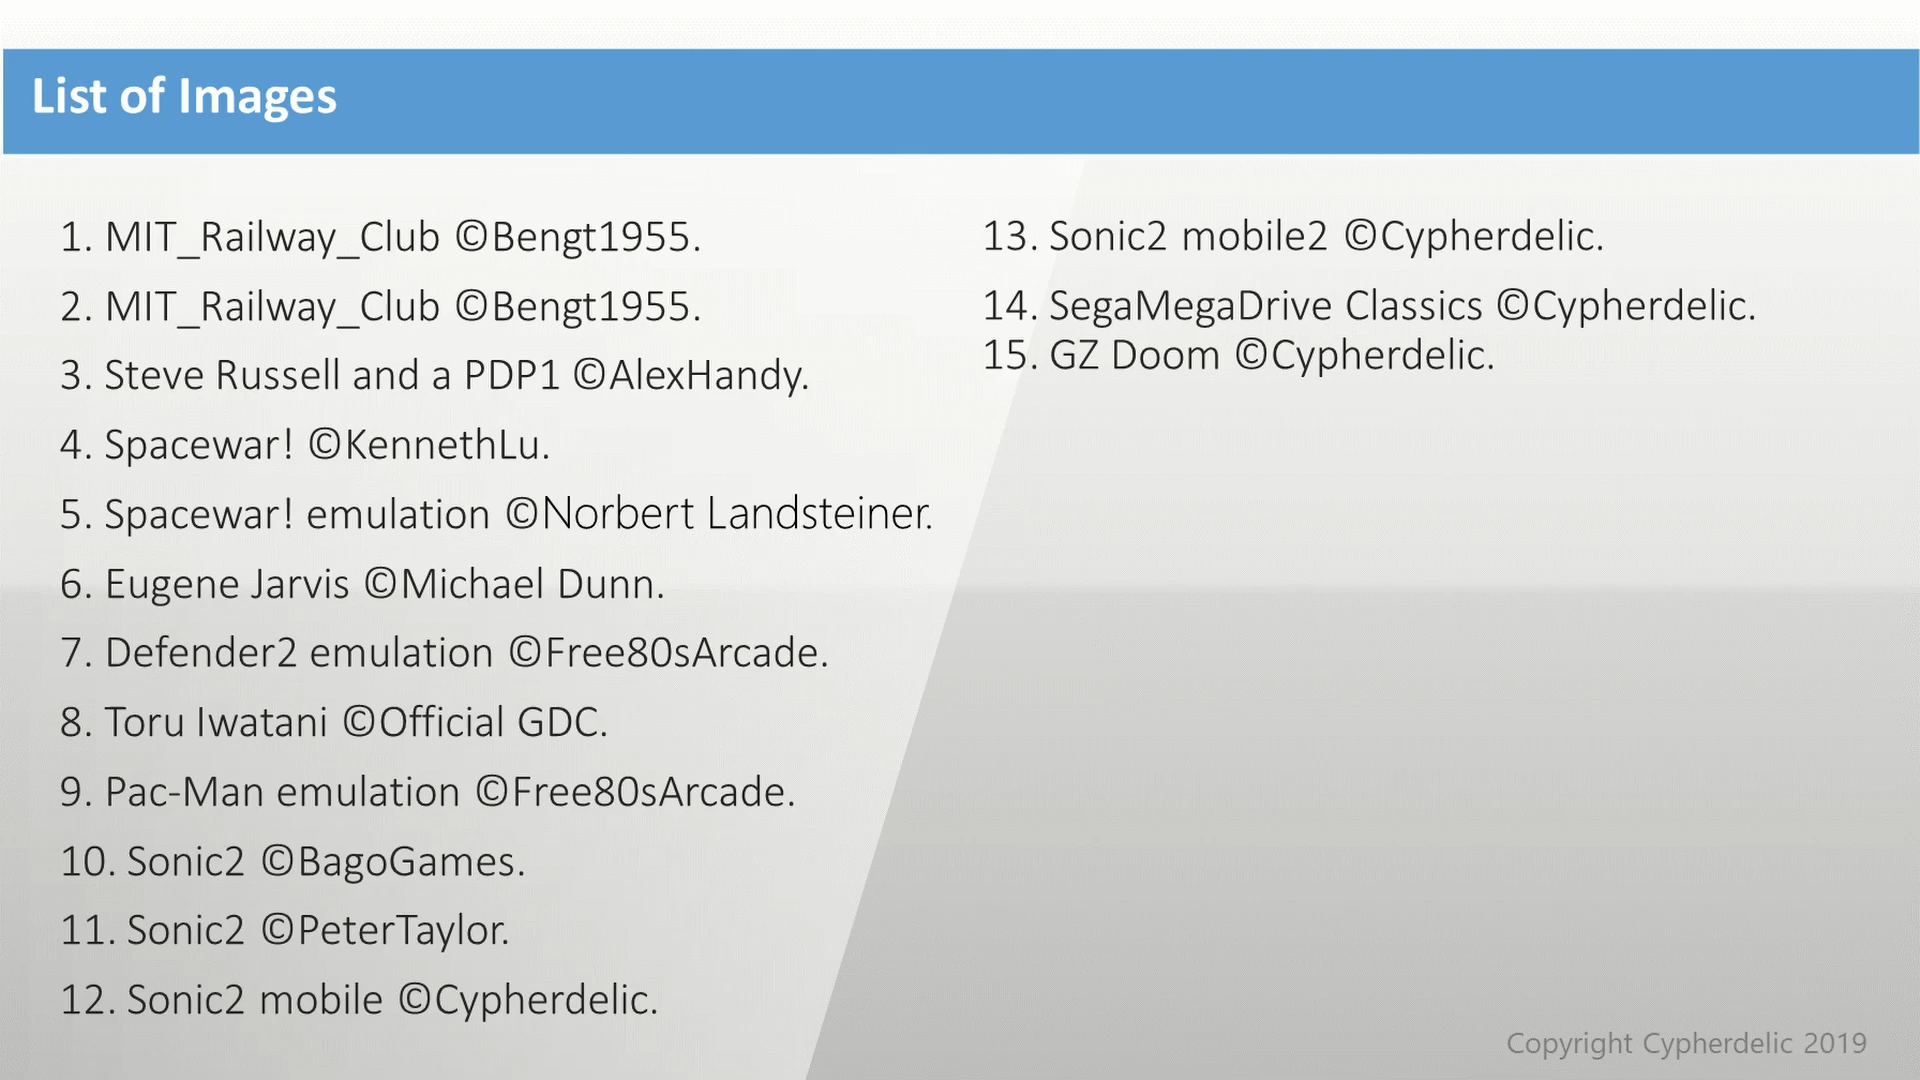 List of Images
1. MIT_Railway_Club ©Bengt1955.
2. MIT_Railway_Club ©Bengt1955.
3. Steve Russell and a PDP1 ©AlexHandy.
4. Spacewar! ©KennethLu.
5. Spacewar! emulation ©Norbert Landsteiner.
6. Eugene Jarvis ©Michael Dunn.
7. Defender2 emulation ©Free80sArcade.
8. Toru Iwatani ©Official GDC.
9. Pac-Man emulation ©Free80sArcade.
10. Sonic2 ©BagoGames.
11. Sonic2 ©PeterTaylor.
12. Sonic2 mobile ©Cypherdelic.
13. Sonic2 mobile2 ©Cypherdelic.
14. SegaMegaDrive Classics ©Cypherdelic.
15. GZ Doom ©Cypherdelic.
Copyright Cypherdelic 2019